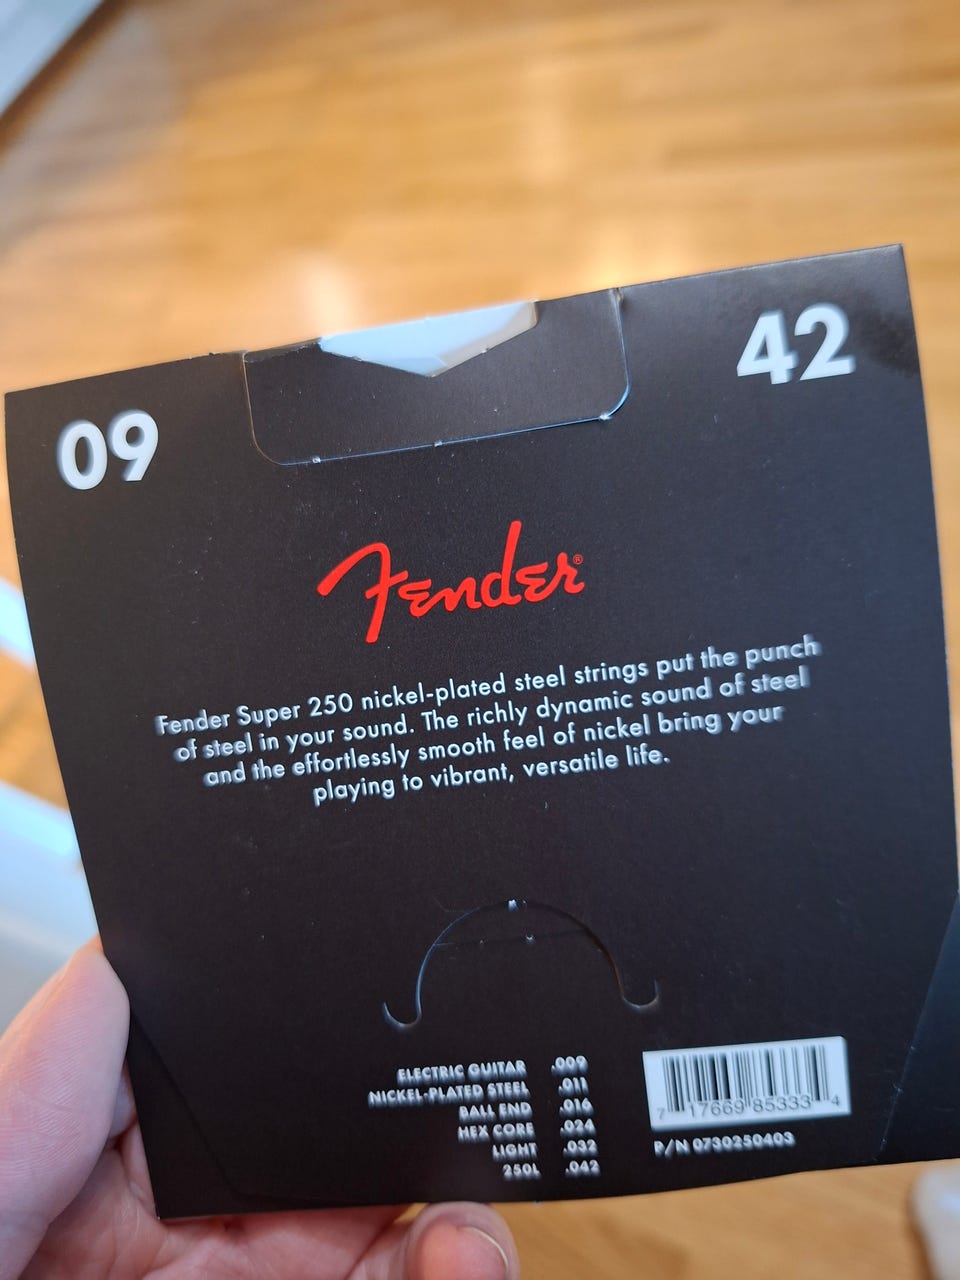 09
42
Fender®
Fender Super 250 nickel-plated steel strings put the punch
of steel in your sound. The richly dynamic sound of steel
and the effortlessly smooth feel of nickel bring your
playing to vibrant, versatile life.
ELECTRIC GUITAR .009
NICKEL-PLATED STEEL .011
BALL END .016
HEX CORE .024
LIGHT .032
250L .042
7 17669 85333 4
P/N 0730250403